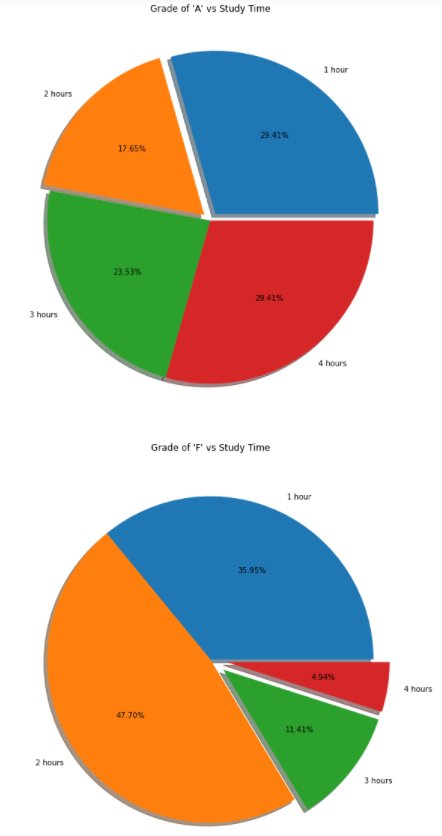 Grade of 'A' vs Study Time
1 hour
2 hours
29.41%
17.65%
23.53%
29.41%
3 hours
4 hours
Grade of 'F' vs Study Time
1 hour
35.95%
4.94%
4 hours
47.70%
11.41%
2 hours
3 hours